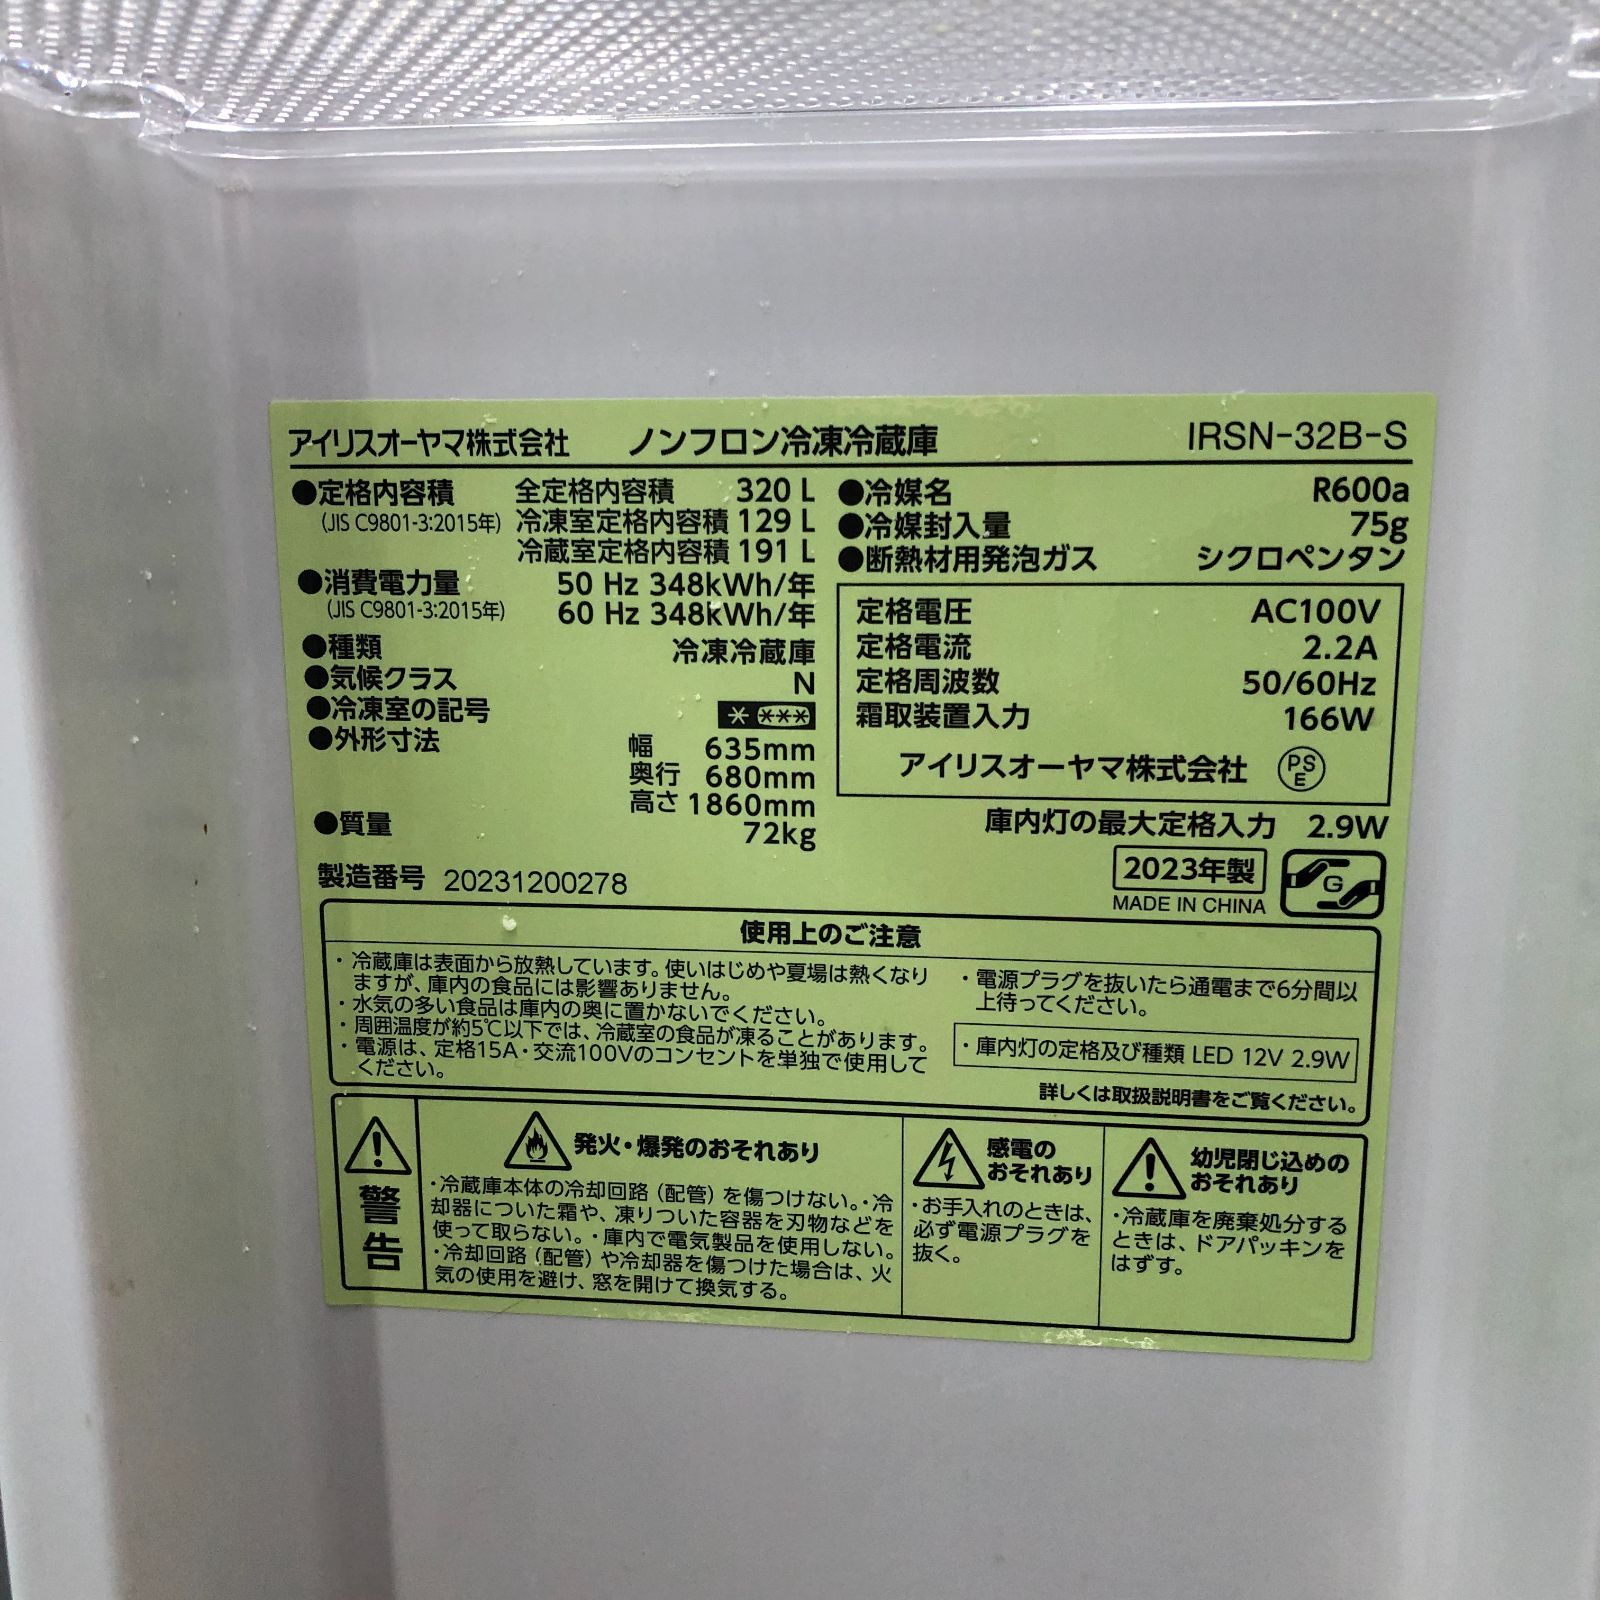 アイリスオーヤマ株式会社 ノンフロン冷凍冷蔵庫 IRSN-32B-S
●定格内容積 全定格内容積 320 L
(JIS C9801-3:2015年) 冷凍室定格内容積 129 L
冷蔵室定格内容積 191 L
●消費電力量 50 Hz 348kWh/年
(JIS C9801-3:2015年) 60 Hz 348kWh/年
●種類 冷凍冷蔵庫
●気候クラス N
●冷凍室の記号 * ***
●外形寸法 幅 635mm
奥行 680mm
高さ 1860mm
●質量 72kg
製造番号 20231200278
●冷媒名 R600a
●冷媒封入量 75g
●断熱材用発泡ガス シクロペンタン
定格電圧 AC100V
定格電流 2.2A
定格周波数 50/60Hz
霜取装置入力 166W
アイリスオーヤマ株式会社 PS E
庫内灯の最大定格入力 2.9W
2023年製
MADE IN CHINA
G
使用上のご注意
・冷蔵庫は表面から放熱しています。使いはじめや夏場は熱くなり
ますが、庫内の食品には影響ありません。
・水気の多い食品は庫内の奥に置かないでください。
・周囲温度が約5℃以下では、冷蔵室の食品が凍ることがあります。
・電源は、定格15A・交流100Vのコンセントを単独で使用して
ください。
・電源プラグを抜いたら通電まで6分間以
上待ってください。
・庫内灯の定格及び種類 LED 12V 2.9W
詳しくは取扱説明書をご覧ください。
警告
発火・爆発のおそれあり
・冷蔵庫本体の冷却回路（配管）を傷つけない。・冷
却器についた霜や、凍りついた容器を刃物などを
使って取らない。・庫内で電気製品を使用しない。
・冷却回路（配管）や冷却器を傷つけた場合は、火
気の使用を避け、窓を開けて換気する。
感電の
おそれあり
・お手入れのときは、
必ず電源プラグを
抜く。
幼児閉じ込めの
おそれあり
・冷蔵庫を廃棄処分する
ときは、ドアパッキンを
はずす。